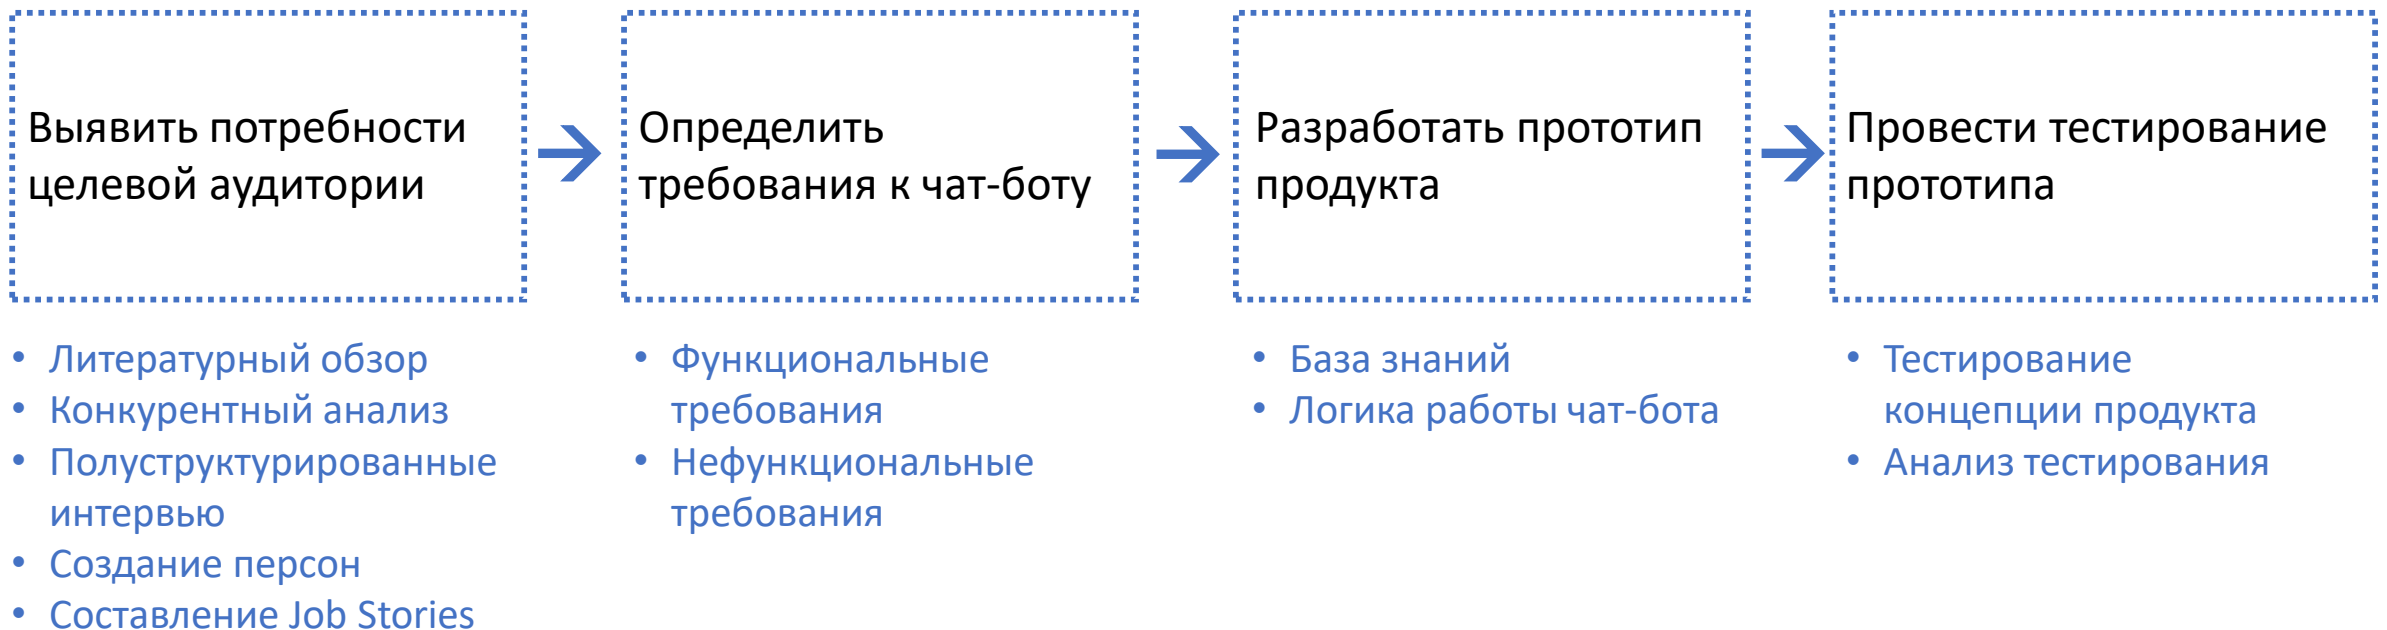 Выявить потребности
целевой аудитории
• Литературный обзор
• Конкурентный анализ
• Полуструктурированные
интервью
• Создание персон
• Составление Job Stories
Определить
требования к чат-боту
• Функциональные
требования
• Нефункциональные
требования
Разработать прототип
продукта
• База знаний
• Логика работы чат-бота
Провести тестирование
прототипа
• Тестирование
концепции продукта
• Анализ тестирования